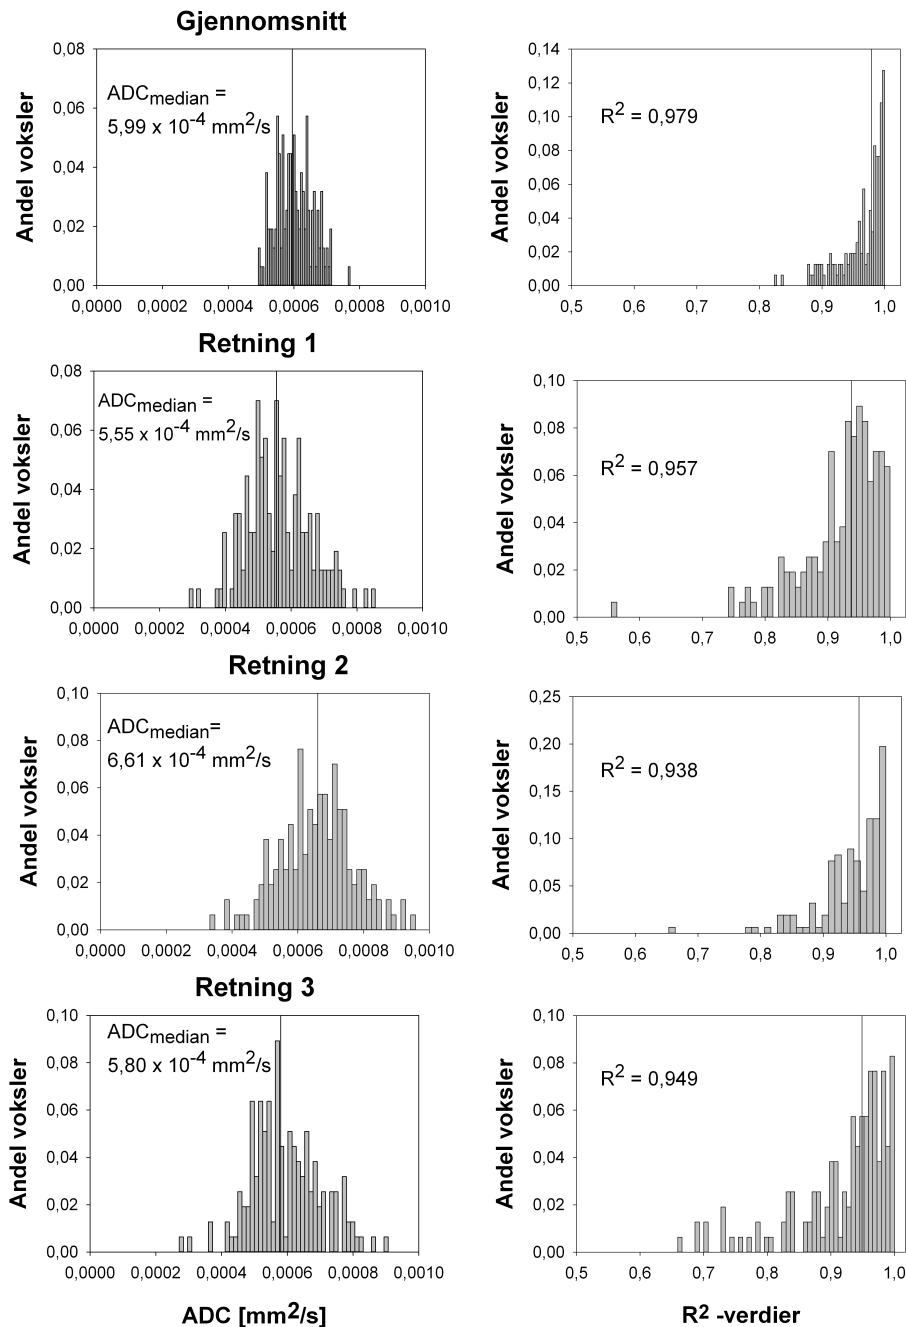 Gjennomsnitt
0,08
0,06
0,04
0,02
0,00
Andel voksler
ADCmedian =
5,99 x 10-4 mm2/s
0,0000 0,0002 0,0004 0,0006 0,0008 0,0010
0,14
0,12
0,10
0,08
0,06
0,04
0,02
0,00
Andel voksler
R2 = 0,979
0,5 0,6 0,7 0,8 0,9 1,0
Retning 1
0,08
0,06
0,04
0,02
0,00
Andel voksler
ADCmedian =
5,55 x 10-4 mm2/s
0,0000 0,0002 0,0004 0,0006 0,0008 0,0010
0,10
0,08
0,06
0,04
0,02
0,00
Andel voksler
R2 = 0,957
0,5 0,6 0,7 0,8 0,9 1,0
Retning 2
0,10
0,08
0,06
0,04
0,02
0,00
Andel voksler
ADCmedian=
6,61 x 10-4 mm2/s
0,0000 0,0002 0,0004 0,0006 0,0008 0,0010
0,25
0,20
0,15
0,10
0,05
0,00
Andel voksler
R2 = 0,938
0,5 0,6 0,7 0,8 0,9 1,0
Retning 3
0,10
0,08
0,06
0,04
0,02
0,00
Andel voksler
ADCmedian =
5,80 x 10-4 mm2/s
0,0000 0,0002 0,0004 0,0006 0,0008 0,0010
ADC [mm2/s]
0,10
0,08
0,06
0,04
0,02
0,00
Andel voksler
R2 = 0,949
0,5 0,6 0,7 0,8 0,9 1,0
R2 -verdier